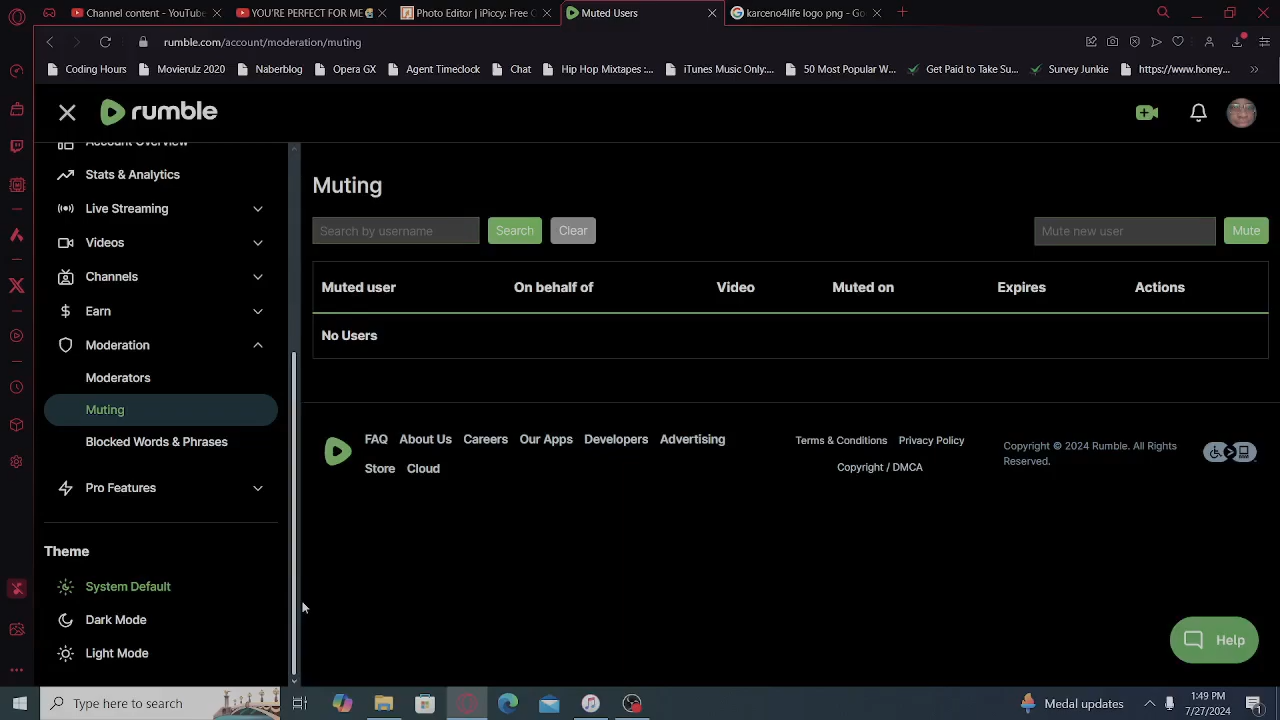 Channel content - YouTube
YOU'RE PERFECT FOR ME
Photo Editor | iPiccy: Free O
Muted Users
karceno4life logo png - Go
rumble.com/account/moderation/muting
Coding Hours
Movierulz 2020
Naberblog
Opera GX
Agent Timeclock
Chat
Hip Hop Mixtapes :...
iTunes Music Only:...
50 Most Popular W...
Get Paid to Take Su...
Survey Junkie
https://www.honey...
rumble
Account Overview
Stats & Analytics
Live Streaming
Videos
Channels
Earn
Moderation
Moderators
Muting
Blocked Words & Phrases
Pro Features
Theme
System Default
Dark Mode
Light Mode
Muting
Search by username
Search
Clear
Mute new user
Mute
Muted user
On behalf of
Video
Muted on
Expires
Actions
No Users
FAQ
About Us
Careers
Our Apps
Developers
Advertising
Store
Cloud
Terms & Conditions
Privacy Policy
Copyright / DMCA
Copyright © 2024 Rumble. All Rights
Reserved.
Help
Type here to search
Medal updates
1:49 PM
7/27/2024
1